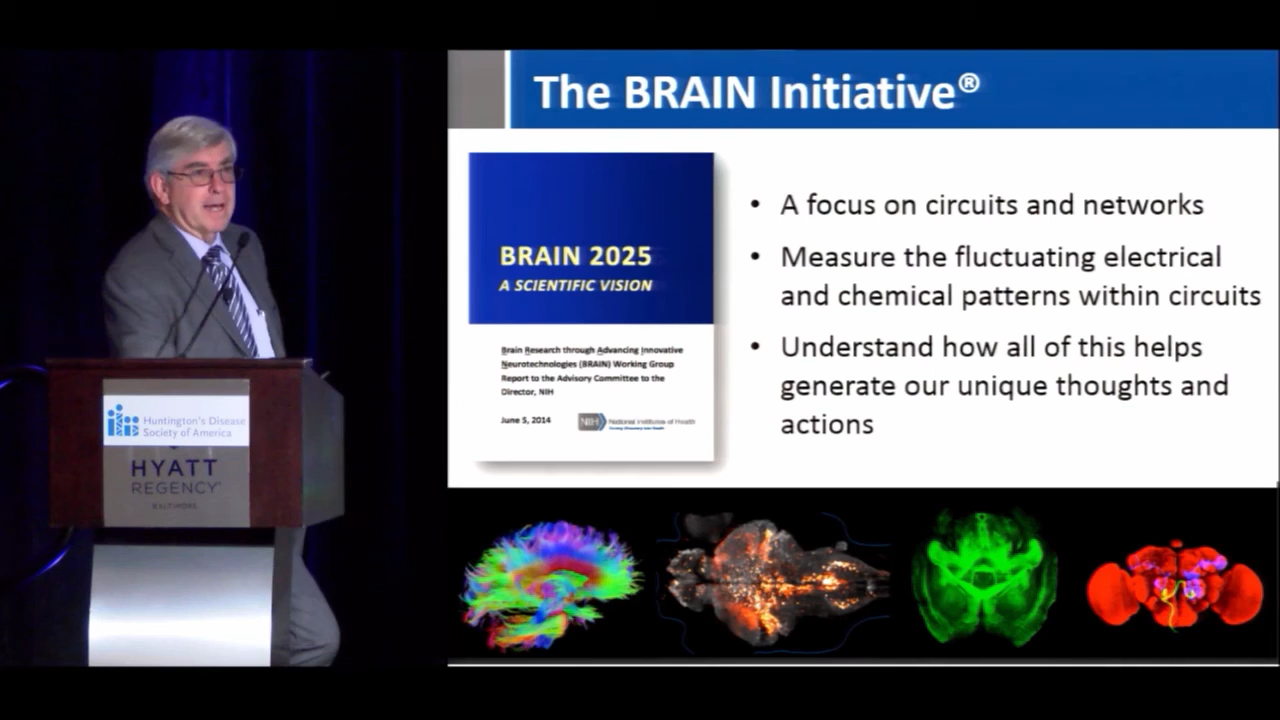 The BRAIN Initiative®
BRAIN 2025
A SCIENTIFIC VISION
Brain Research through Advancing Innovative
Neurotechnologies (BRAIN) Working Group
Report to the Advisory Committee to the
Director, NIH
June 5, 2014
NIH
National Institutes of Health
• A focus on circuits and networks
• Measure the fluctuating electrical
and chemical patterns within circuits
• Understand how all of this helps
generate our unique thoughts and
actions
Huntington's Disease
Society of America
HYATT
REGENCY
BALTIMORE